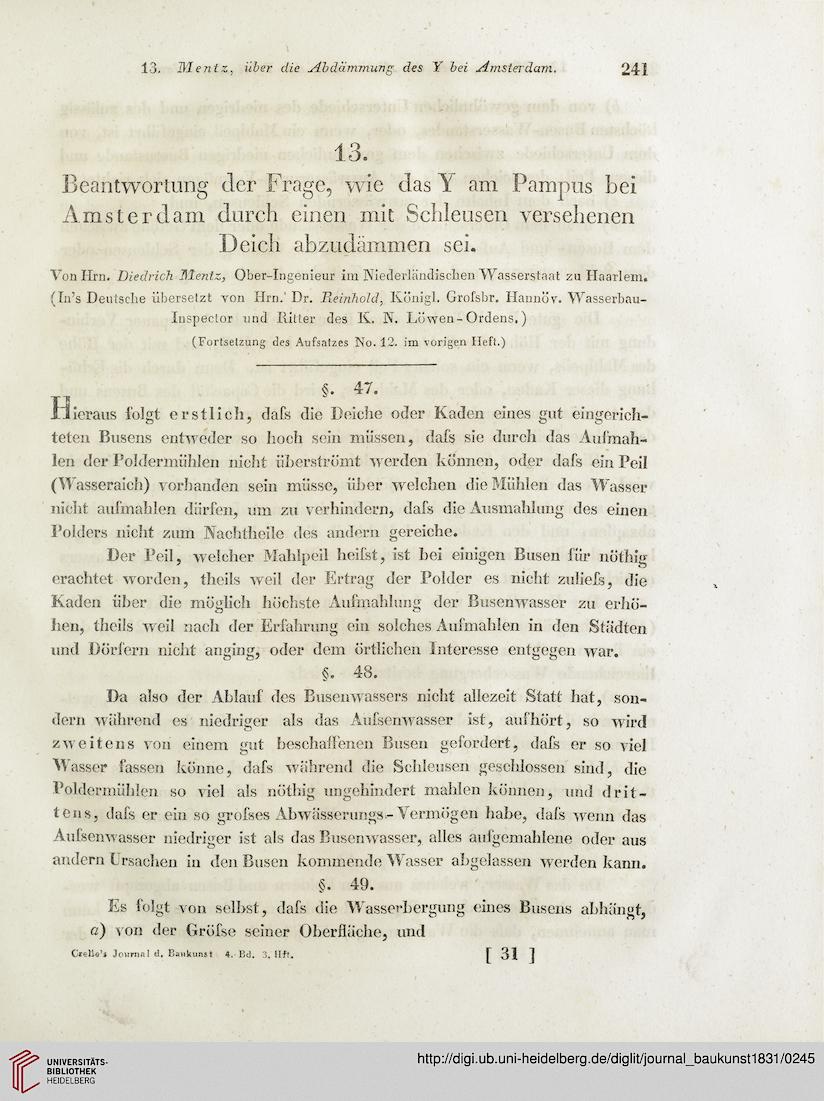 13. Mentz, über die Abdämmung des Y bei Amsterdam. 241
13.
Beantwortung der Frage, wie das Y am Pampus bei
Amsterdam durch einen mit Schleusen versehenen
Deich abzudämmen sei.
Von Hrn. Diedrich Mentz, Ober-Ingenieur im Niederländischen Wasserstaat zu Haarlem.
(In's Deutsche übersetzt von Hrn. Dr. Reinhold, Königl. Grofsbr. Hannöv. Wasserbau-
Inspector und Ritter des K. N. Löwen-Ordens.)
(Fortsetzung des Aufsatzes No. 12. im vorigen Heft.)
§. 47.
Hieraus folgt erstlich, dafs die Deiche oder Kaden eines gut eingerich-
teten Busens entweder so hoch sein müssen, dafs sie durch das Aufmah-
len der Poldermühlen nicht überströmt werden können, oder dafs ein Peil
(Wasseraich) vorhanden sein müsse, über welchen die Mühlen das Wasser
nicht aufmahlen dürfen, um zu verhindern, dafs die Ausmahlung des einen
Polders nicht zum Nachtheile des andern gereiche.
Der Peil, welcher Mahlpeil heifst, ist bei einigen Busen für nöthig
erachtet worden, theils weil der Ertrag der Polder es nicht zuliefs, die
Kaden über die möglich höchste Aufmahlung der Busenwasser zu erhö-
hen, theils weil nach der Erfahrung ein solches Aufmahlen in den Städten
und Dörfern nicht anging, oder dem örtlichen Interesse entgegen war.
§. 48.
Da also der Ablauf des Busenwassers nicht allezeit Statt hat, son-
dern während es niedriger als das Aufsenwasser ist, aufhört, so wird
zweitens von einem gut beschaffenen Busen gefordert, dafs er so viel
Wasser fassen könne, dafs während die Schleusen geschlossen sind, die
Poldermühlen so viel als nöthig ungehindert mahlen können, und drit-
tens, dafs er ein so grofses Abwässerungs-Vermögen habe, dafs wenn das
Aufsenwasser niedriger ist als das Busenwasser, alles aufgemahlene oder aus
andern Ursachen in den Busen kommende Wasser abgelassen werden kann.
§. 49.
Es folgt von selbst, dafs die Wasserbergung eines Busens abhängt,
a) von der Gröfse seiner Oberfläche, und
Crelle's Journal d. Baukunst 4. Bd. 3. Hft. [ 31 ]
UNIVERSITÄTS-
BIBLIOTHEK
HEIDELBERG
http://digi.ub.uni-heidelberg.de/diglit/journal_baukunst1831/0245